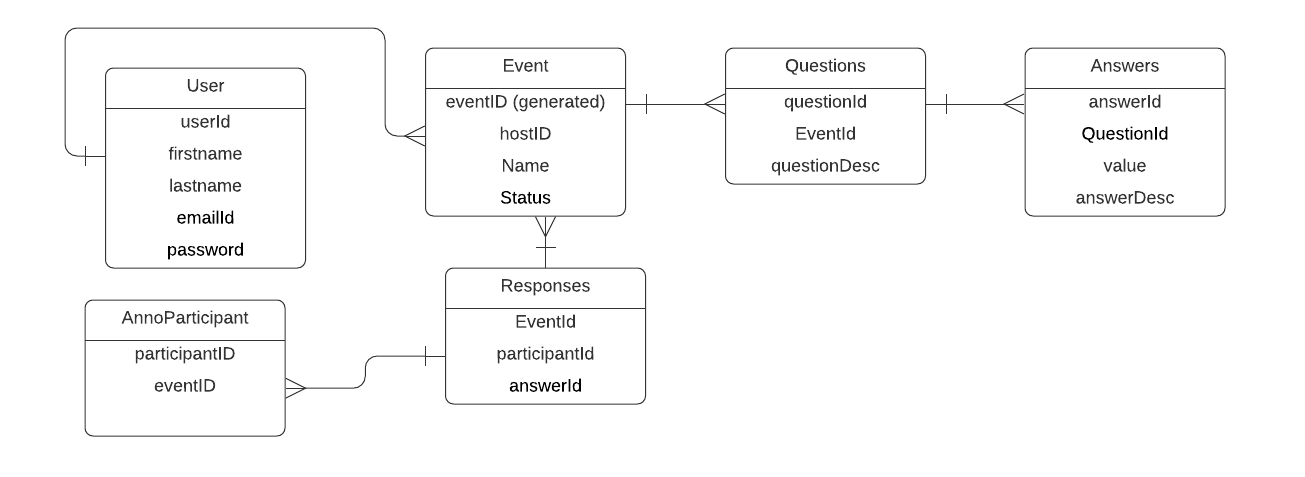 User
userId
firstname
lastname
emailId
password
Event
eventID (generated)
hostID
Name
Status
Questions
questionId
EventId
questionDesc
Answers
answerId
QuestionId
value
answerDesc
AnnoParticipant
participantID
eventID
Responses
EventId
participantId
answerId